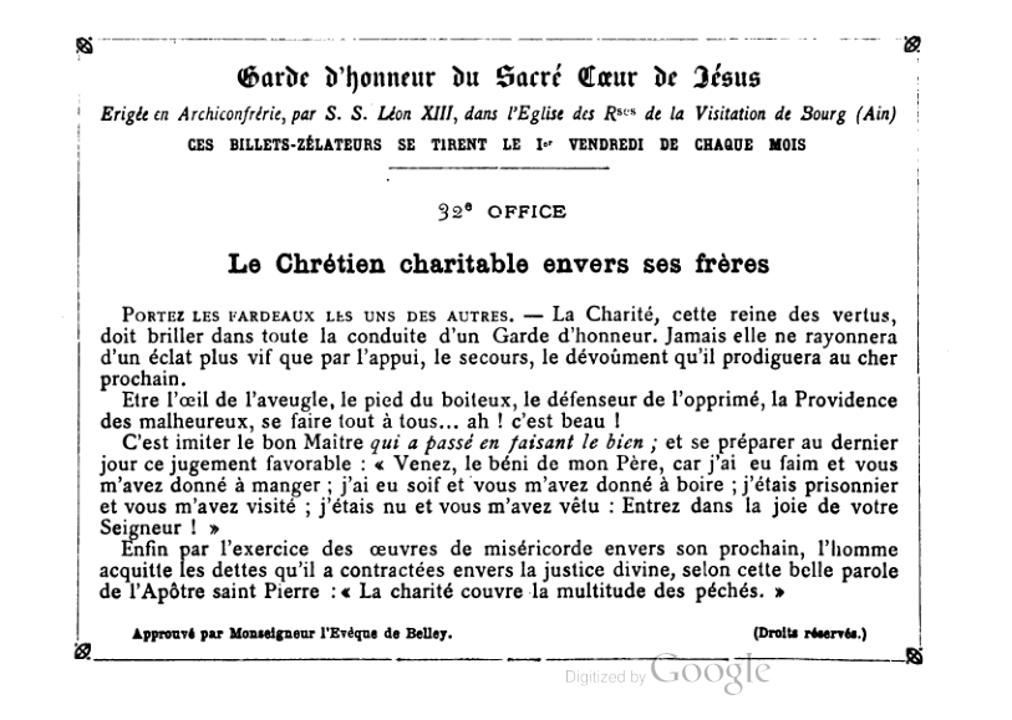 Garde d'honneur du Sacré Cœur de Jésus
Erigée en Archiconfrérie, par S. S. Léon XIII, dans l'Eglise des Rses de la Visitation de Bourg (Ain)
CES BILLETS-ZÉLATEURS SE TIRENT LE Ier VENDREDI DE CHAQUE MOIS
32e OFFICE
Le Chrétien charitable envers ses frères
PORTEZ LES FARDEAUX LES UNS DES AUTRES. — La Charité, cette reine des vertus,
doit briller dans toute la conduite d'un Garde d'honneur. Jamais elle ne rayonnera
d'un éclat plus vif que par l'appui, le secours, le dévoûment qu'il prodiguera au cher
prochain.
Etre l'œil de l'aveugle, le pied du boiteux, le défenseur de l'opprimé, la Providence
des malheureux, se faire tout à tous... ah ! c'est beau !
C'est imiter le bon Maître qui a passé en faisant le bien ; et se préparer au dernier
jour ce jugement favorable : « Venez, le béni de mon Père, car j'ai eu faim et vous
m'avez donné à manger ; j'ai eu soif et vous m'avez donné à boire ; j'étais prisonnier
et vous m'avez visité ; j'étais nu et vous m'avez vêtu : Entrez dans la joie de votre
Seigneur ! »
Enfin par l'exercice des œuvres de miséricorde envers son prochain, l'homme
acquitte les dettes qu'il a contractées envers la justice divine, selon cette belle parole
de l'Apôtre saint Pierre : « La charité couvre la multitude des péchés. »
Approuvé par Monseigneur l'Evêque de Belley. (Droits réservés.)
Digitized by Google